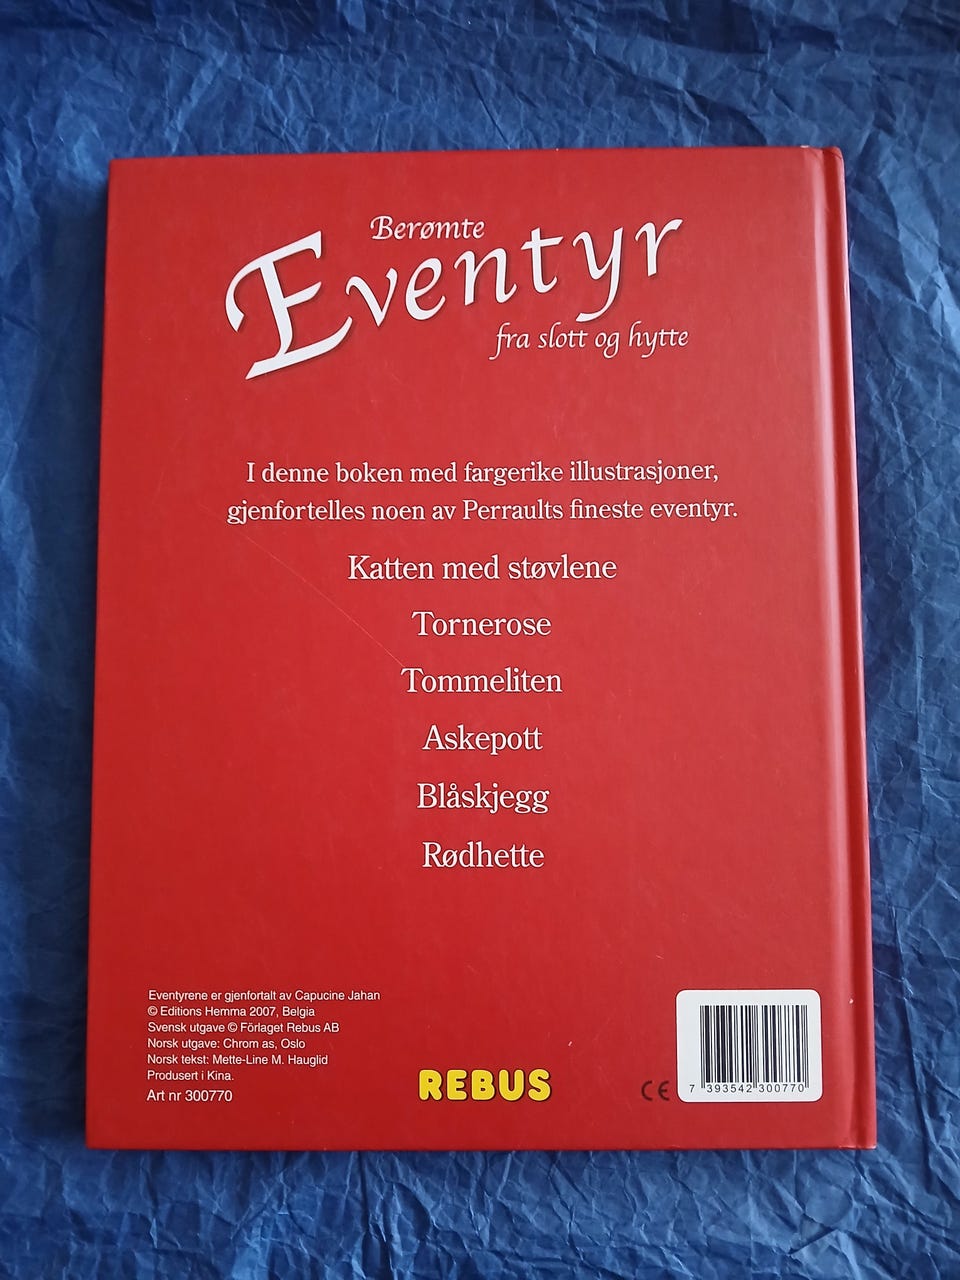 Berømte
Eventyr
fra slott og hytte
I denne boken med fargerike illustrasjoner,
gjenfortelles noen av Perraults fineste eventyr.
Katten med støvlene
Tornerose
Tommeliten
Askepott
Blåskjegg
Rødhette
Eventyrene er gjenfortalt av Capucine Jahan
© Editions Hemma 2007, Belgia
Svensk utgave © Förlaget Rebus AB
Norsk utgave: Chrom as, Oslo
Norsk tekst: Mette-Line M. Hauglid
Produsert i Kina.
Art nr 300770
REBUS
CE
7 393542 300770